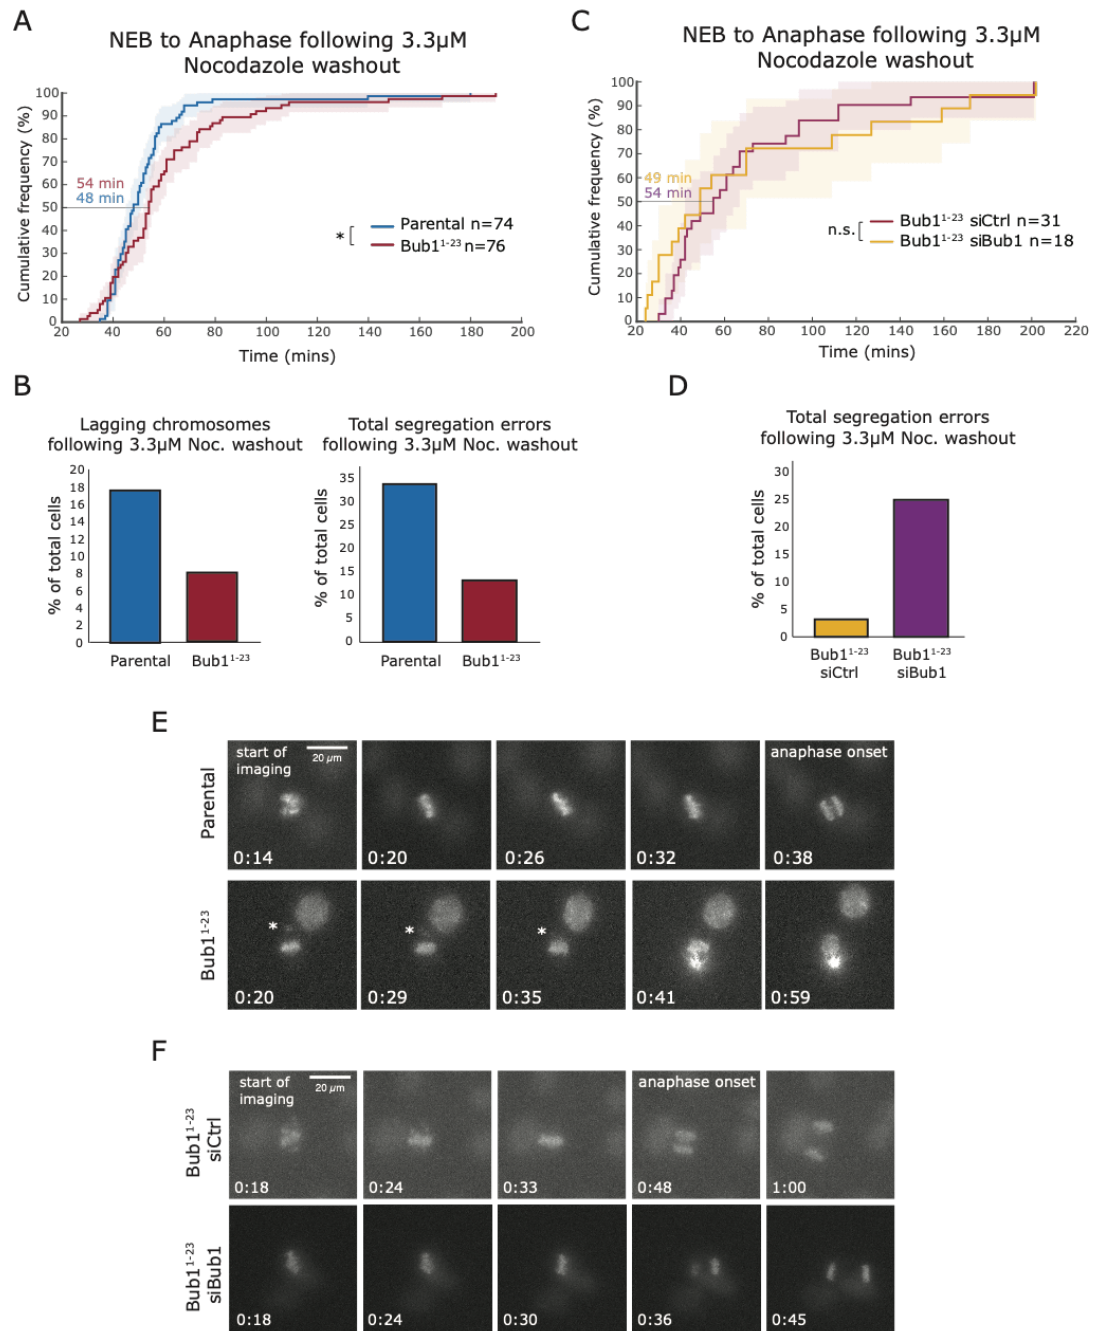 A
NEB to Anaphase following 3.3µM
Nocodazole washout
Cumulative frequency (%)
100
90
80
70
60
50
40
30
20
10
0
54 min
48 min
* Parental n=74
Bub1¹⁻²³ n=76
20 40 60 80 100 120 140 160 180 200
Time (mins)
C
NEB to Anaphase following 3.3µM
Nocodazole washout
Cumulative frequency (%)
100
90
80
70
60
50
40
30
20
10
0
49 min
54 min
n.s. Bub1¹⁻²³ siCtrl n=31
Bub1¹⁻²³ siBub1 n=18
20 40 60 80 100 120 140 160 180 200 220
Time (mins)
B
Lagging chromosomes
following 3.3µM Noc. washout
% of total cells
20
18
16
14
12
10
8
6
4
2
0
Parental Bub1¹⁻²³
Total segregation errors
following 3.3µM Noc. washout
% of total cells
35
30
25
20
15
10
5
0
Parental Bub1¹⁻²³
D
Total segregation errors
following 3.3µM Noc. washout
% of total cells
30
25
20
15
10
5
0
Bub1¹⁻²³ Bub1¹⁻²³
siCtrl siBub1
E
Parental
start of
imaging
20 µm
anaphase onset
0:14 0:20 0:26 0:32 0:38
Bub1¹⁻²³
* * *
0:20 0:29 0:35 0:41 0:59
F
Bub1¹⁻²³
siCtrl
start of
imaging
20 µm
anaphase onset
0:18 0:24 0:33 0:48 1:00
Bub1¹⁻²³
siBub1
0:18 0:24 0:30 0:36 0:45